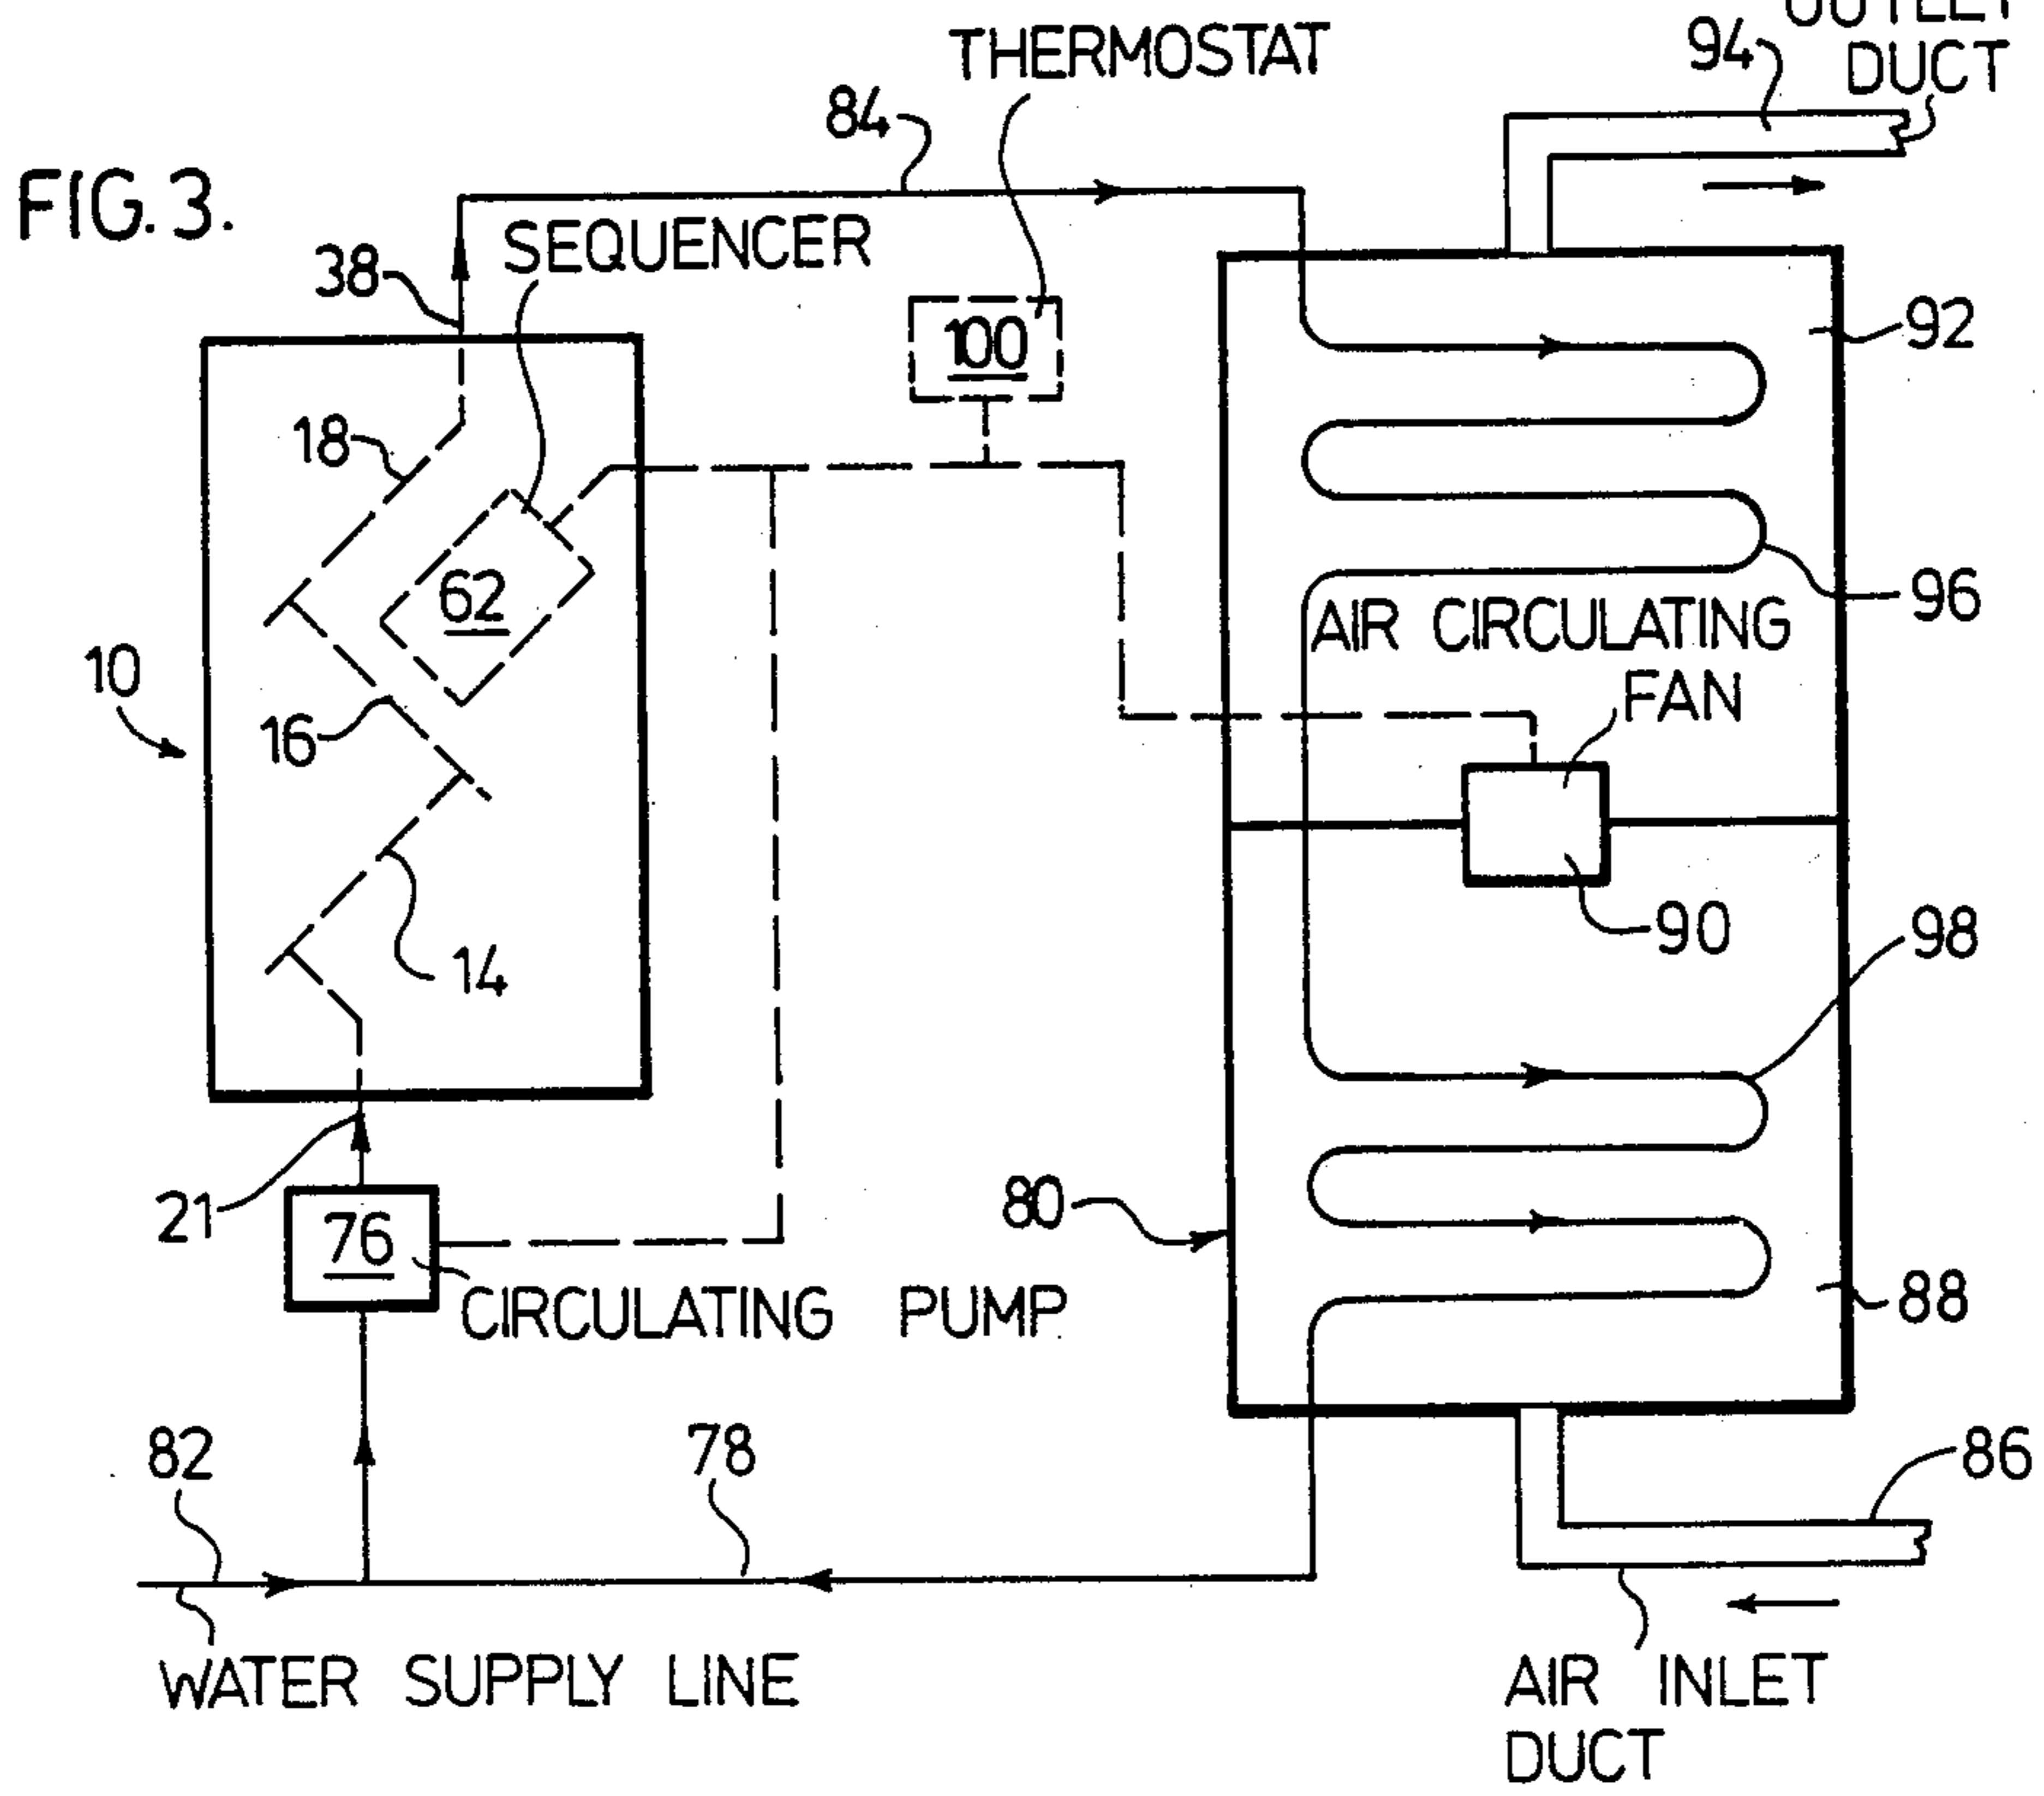 OUTLET
DUCT
94
THERMOSTAT
84
FIG. 3.
SEQUENCER
38
100
92
18
62
96
AIR CIRCULATING
FAN
10
16
90
98
14
21
76
80
CIRCULATING PUMP
88
82
78
86
WATER SUPPLY LINE
AIR INLET
DUCT